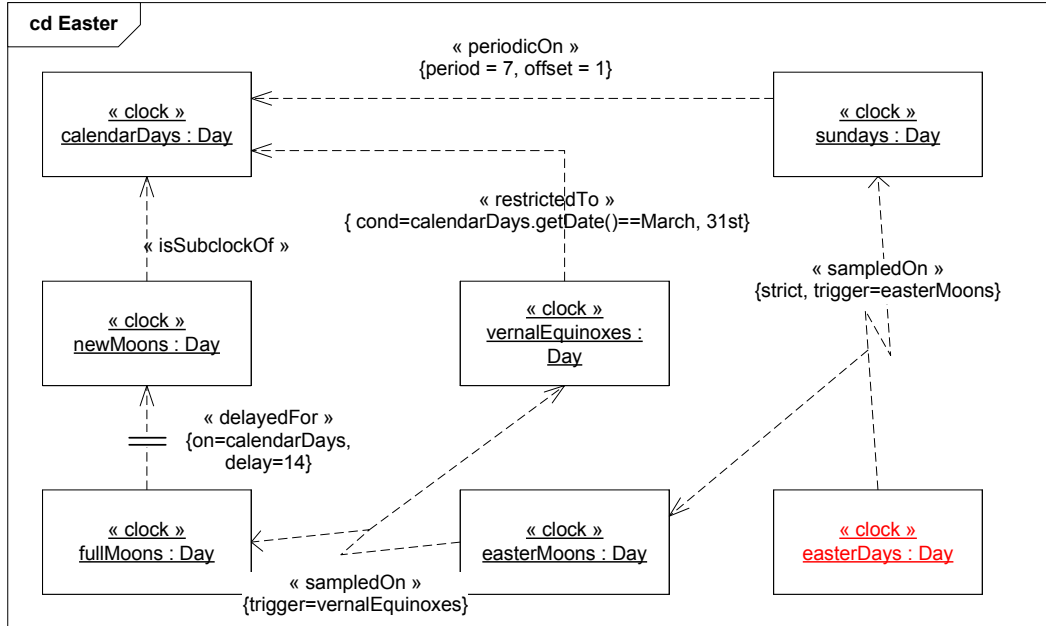 cd Easter
« periodicOn »
{period = 7, offset = 1}
« clock »
calendarDays : Day
« clock »
sundays : Day
« restrictedTo »
{ cond=calendarDays.getDate()==March, 31st}
« isSubclockOf »
« sampledOn »
{strict, trigger=easterMoons}
« clock »
newMoons : Day
« clock »
vernalEquinoxes :
Day
« delayedFor »
{on=calendarDays,
delay=14}
« clock »
fullMoons : Day
« clock »
easterMoons : Day
« clock »
easterDays : Day
« sampledOn »
{trigger=vernalEquinoxes}